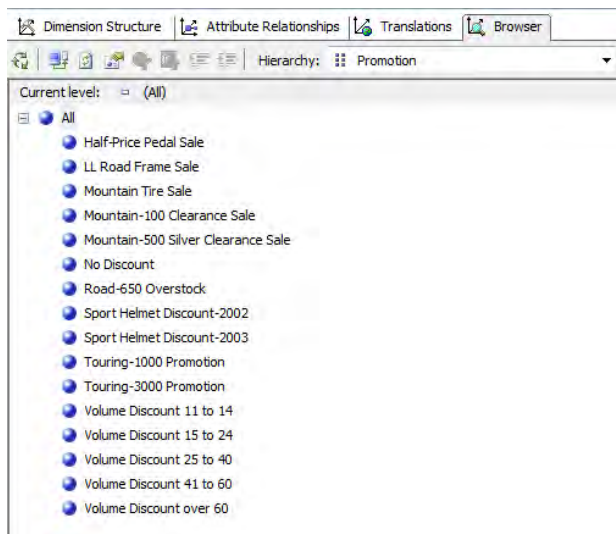 Dimension Structure Attribute Relationships Translations Browser
Hierarchy: Promotion
Current level: (All)
All
Half-Price Pedal Sale
LL Road Frame Sale
Mountain Tire Sale
Mountain-100 Clearance Sale
Mountain-500 Silver Clearance Sale
No Discount
Road-650 Overstock
Sport Helmet Discount-2002
Sport Helmet Discount-2003
Touring-1000 Promotion
Touring-3000 Promotion
Volume Discount 11 to 14
Volume Discount 15 to 24
Volume Discount 25 to 40
Volume Discount 41 to 60
Volume Discount over 60